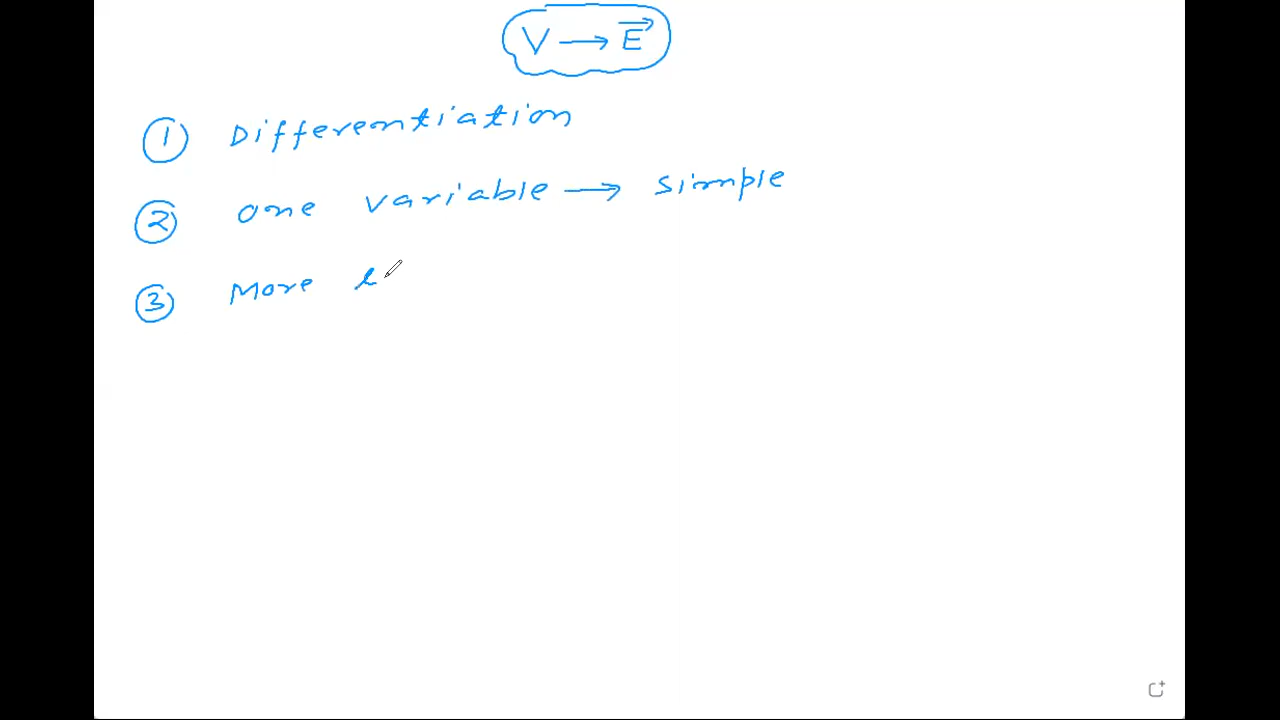 V → E⃗
① Differentiation
② one variable → simple
③ More